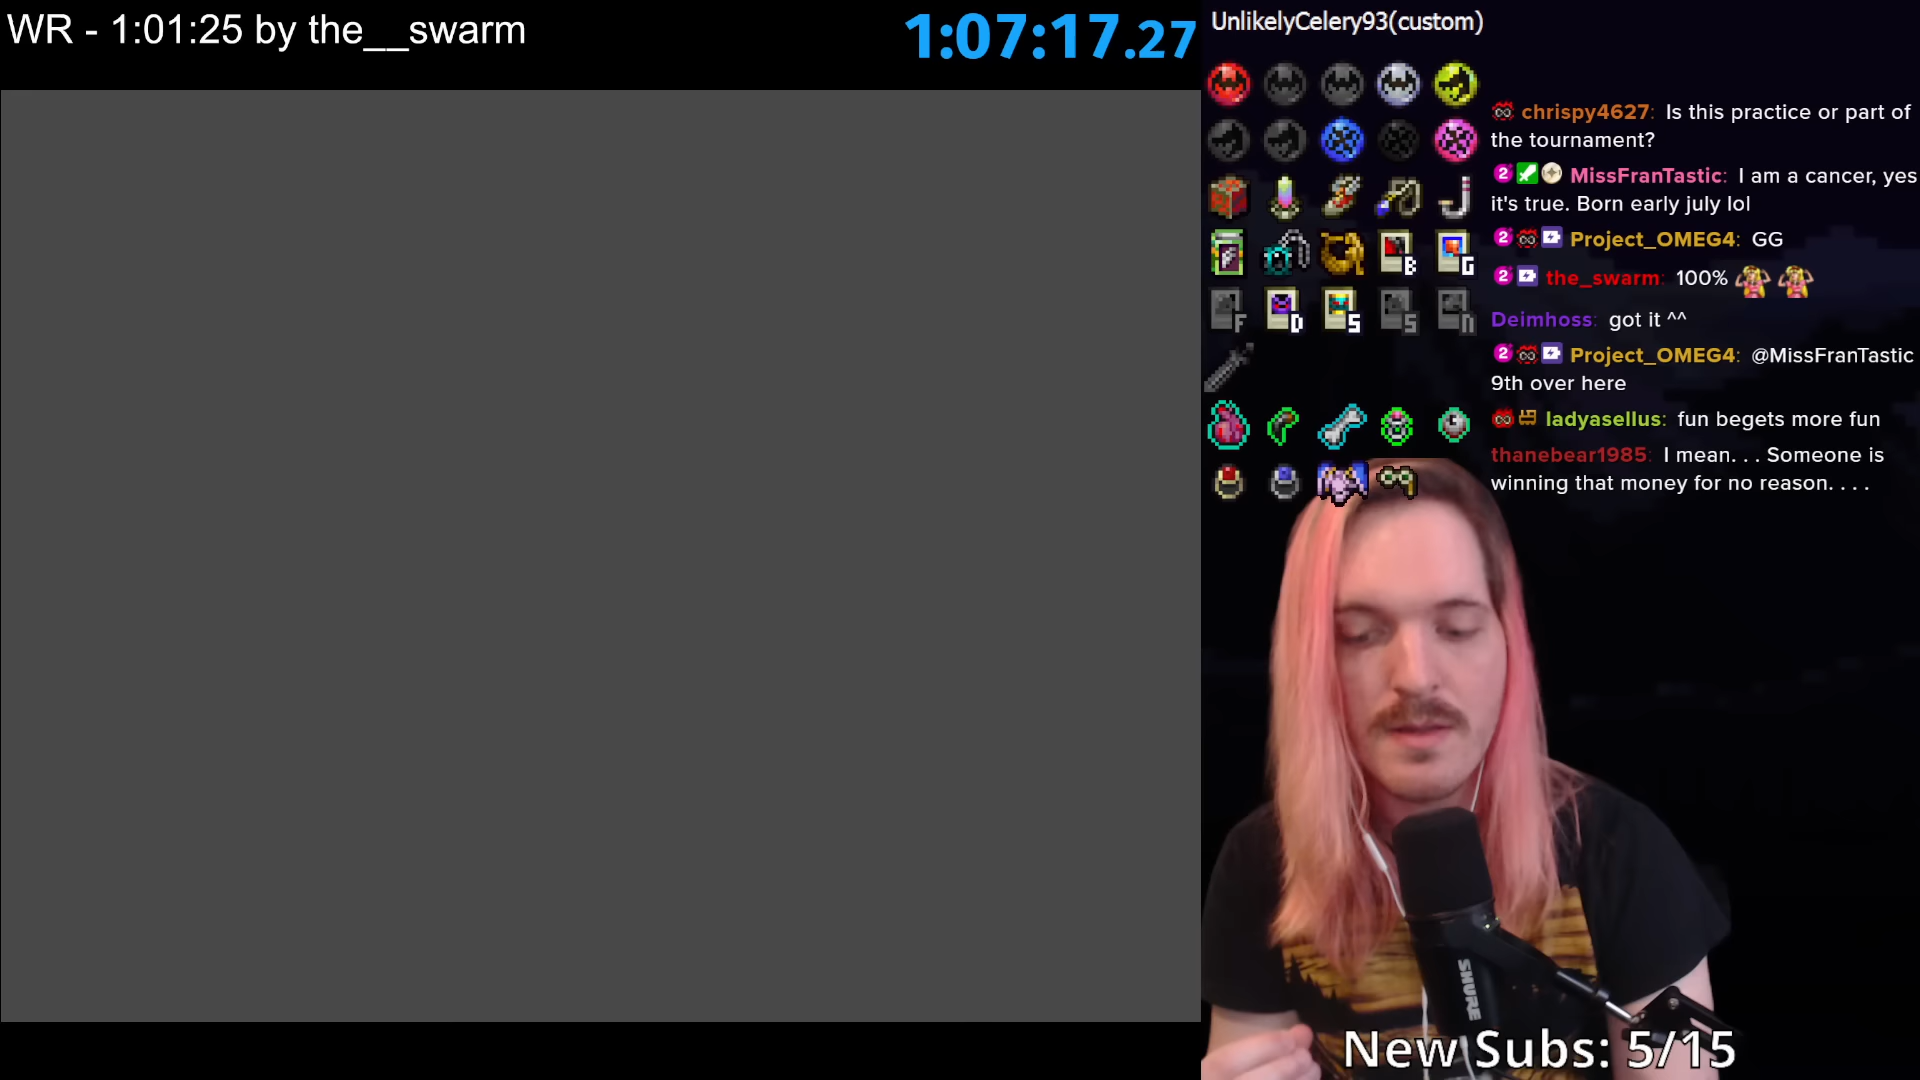 WR - 1:01:25 by the__swarm
1:07:17.27
UnlikelyCelery93(custom)
B
G
F
D
S
S
n
chrispy4627: Is this practice or part of
the tournament?
MissFranTastic: I am a cancer, yes
it's true. Born early july lol
Project_OMEG4: GG
the_swarm: 100%
Deimhoss: got it ^^
Project_OMEG4: @MissFranTastic
9th over here
ladyasellus: fun begets more fun
thanebear1985: I mean. . . Someone is
winning that money for no reason. . . .
SHURE
New Subs: 5/15